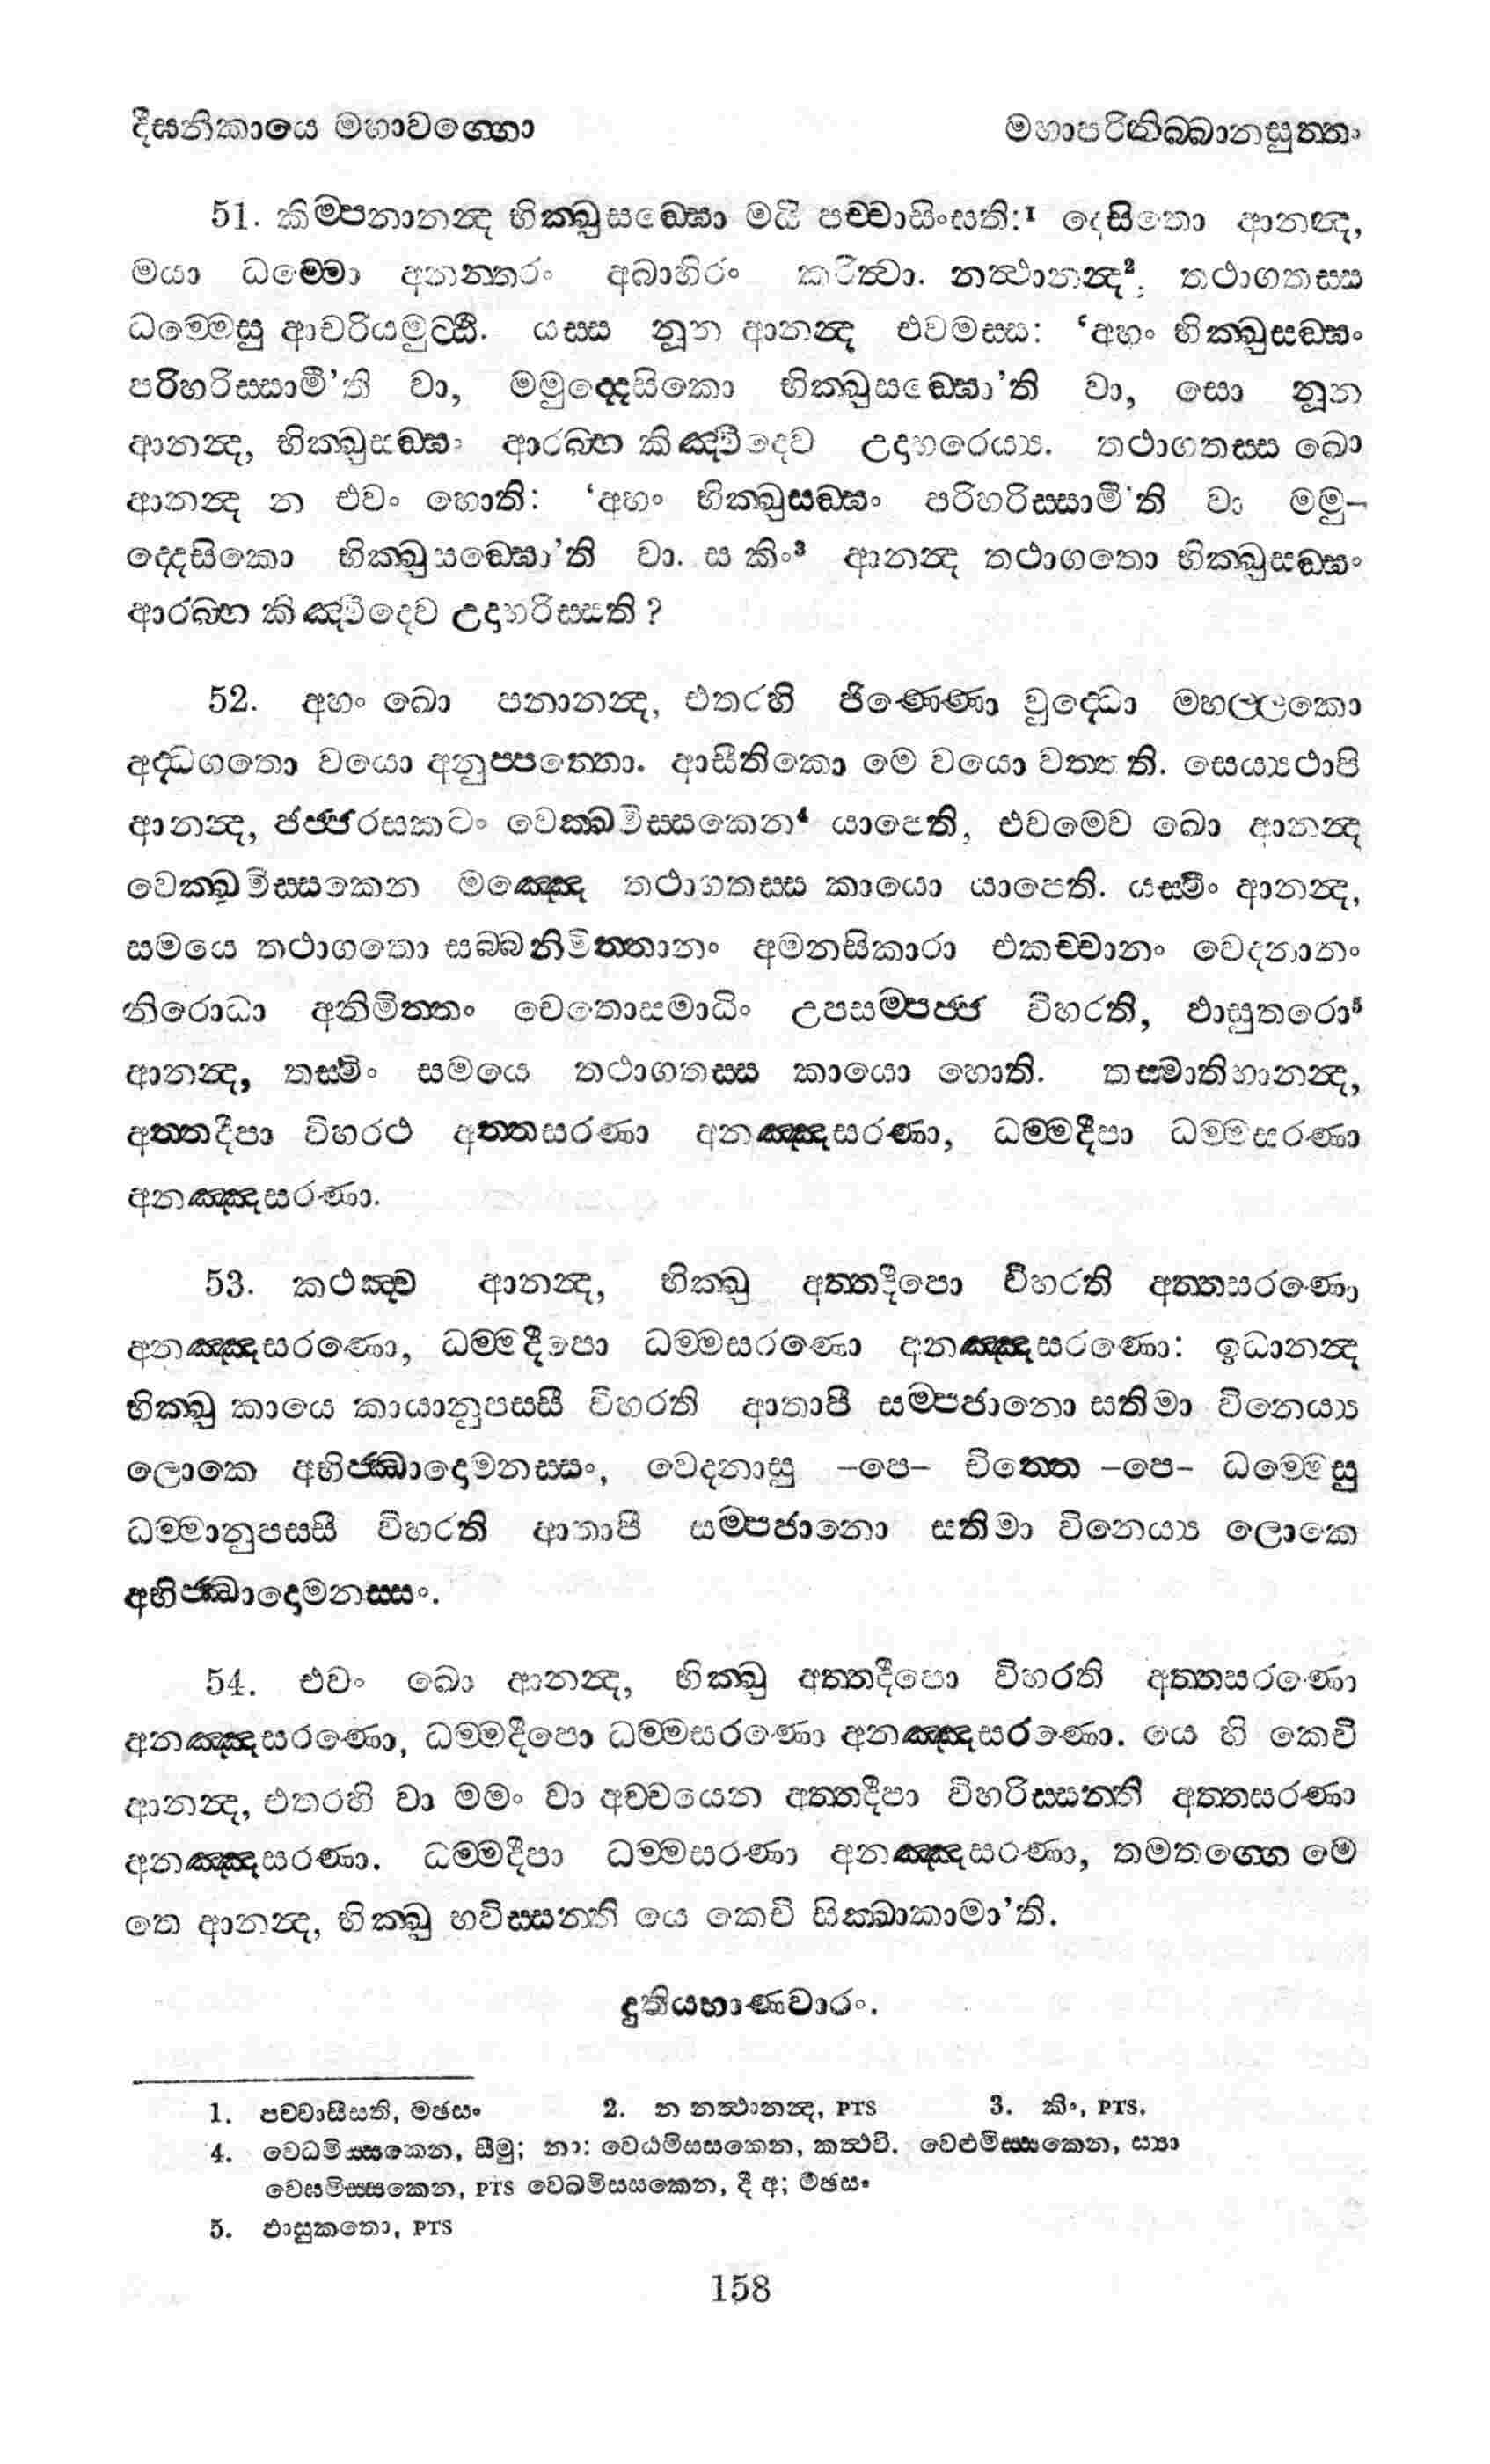 දීඝනිකායෙ මහාවග්ගො මහාපරිනිබ්බානසුත්තං
51. කිම්පනානන්ද භික්ඛුසඞ්ඝො මයි පච්චාසිංසති:¹ දෙසිතො ආනන්ද,
මයා ධම්මො අනන්තරං අබාහිරං කරිත්වා. නත්ථානන්ද², තථාගතස්ස
ධම්මෙසු ආචරියමුට්ඨි. යස්ස නූන ආනන්ද එවමස්ස: ‘අහං භික්ඛුසඞ්ඝං
පරිහරිස්සාමී’ති වා, මමුද්දෙසිකො භික්ඛුසඞ්ඝො’ති වා, සො නූන
ආනන්ද, භික්ඛුසඞ්ඝං ආරබ්භ කිඤ්චිදෙව උදාහරෙය්‍ය. තථාගතස්ස ඛො
ආනන්ද න එවං හොති: ‘අහං භික්ඛුසඞ්ඝං පරිහරිස්සාමී’ති වා මමු-
ද්දෙසිකො භික්ඛුසඞ්ඝො’ති වා. ස කිං³ ආනන්ද තථාගතො භික්ඛුසඞ්ඝං
ආරබ්භ කිඤ්චිදෙව උදාහරිස්සති?
52. අහං ඛො පනානන්ද, එතරහි ජිණ්ණො වුද්ධො මහල්ලකො
අද්ධගතො වයො අනුප්පත්තො. ආසීතිකො මෙ වයො වත්තති. සෙය්‍යථාපි
ආනන්ද, ජජ්ජරසකටං වෙක්ඛමිස්සකෙන⁴ යාපෙති, එවමෙව ඛො ආනන්ද
වෙක්ඛමිස්සකෙන මඤ්ඤෙ තථාගතස්ස කායො යාපෙති. යස්මිං ආනන්ද,
සමයෙ තථාගතො සබ්බනිමිත්තානං අමනසිකාරා එකච්චානං වෙදනානං
නිරොධා අනිමිත්තං චෙතොසමාධිං උපසම්පජ්ජ විහරති, ඵාසුතරො⁵
ආනන්ද, තස්මිං සමයෙ තථාගතස්ස කායො හොති. තස්මාතිහානන්ද,
අත්තදීපා විහරථ අත්තසරණා අනඤ්ඤසරණා, ධම්මදීපා ධම්මසරණා
අනඤ්ඤසරණා.
53. කථඤ්ච ආනන්ද, භික්ඛු අත්තදීපො විහරති අත්තසරණො,
අනඤ්ඤසරණො, ධම්මදීපො ධම්මසරණො අනඤ්ඤසරණො: ඉධානන්ද
භික්ඛු කායෙ කායානුපස්සී විහරති ආතාපී සම්පජානො සතිමා විනෙය්‍ය
ලොකෙ අභිජ්ඣාදොමනස්සං, වෙදනාසු -පෙ- චිත්තෙ -පෙ- ධම්මෙසු
ධම්මානුපස්සී විහරති ආතාපී සම්පජානො සතිමා විනෙය්‍ය ලොකෙ
අභිජ්ඣාදොමනස්සං.
54. එවං ඛො ආනන්ද, භික්ඛු අත්තදීපො විහරති අත්තසරණො
අනඤ්ඤසරණො, ධම්මදීපො ධම්මසරණො අනඤ්ඤසරණො. යෙ හි කෙචි
ආනන්ද, එතරහි වා මමං වා අච්චයෙන අත්තදීපා විහරිස්සන්ති අත්තසරණා
අනඤ්ඤසරණා. ධම්මදීපා ධම්මසරණා අනඤ්ඤසරණා, තමතග්ගෙ මෙ
තෙ ආනන්ද, භික්ඛු භවිස්සන්ති යෙ කෙචි සික්ඛාකාමා’ති.
දුතියභාණවාරං.
1. පච්චාසීසති, මඡසං 2. න නත්ථානන්ද, PTS 3. කිං, PTS.
4. වෙධමිස්සකෙන, සීමු; නා: වෙඨමිස්සකෙන, කත්ථචි. වෙළුමිස්සකෙන, ස්‍යා
වෙඝමිස්සකෙන, PTS වෙඛමිස්සකෙන, දී අ; මඡසං
5. ඵාසුකතො, PTS
158